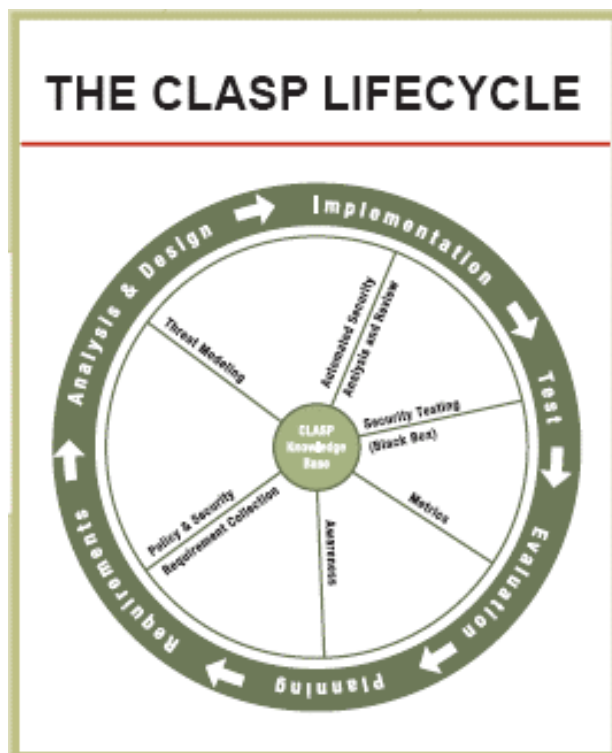 THE CLASP LIFECYCLE
Implementation
Test
Evaluation
Planning
Requirements
Analysis & Design
Threat Modeling
Automated Security
Analysis and Review
Security Testing
(Black Box)
Metrics
Awareness
Policy & Security
Requirement Collection
CLASP
Knowledge
Base